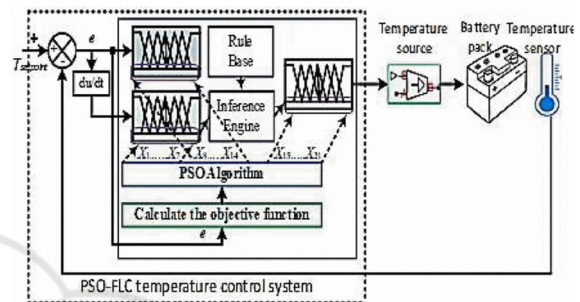 Temperature source
Battery pack
Temperature sensor
+
e
+
-
du/dt
Rule Base
Inference Engine
X1......X7
X8......X14
X15......X21
PSO Algorithm
Calculate the objective function
e
PSO-FLC temperature control system